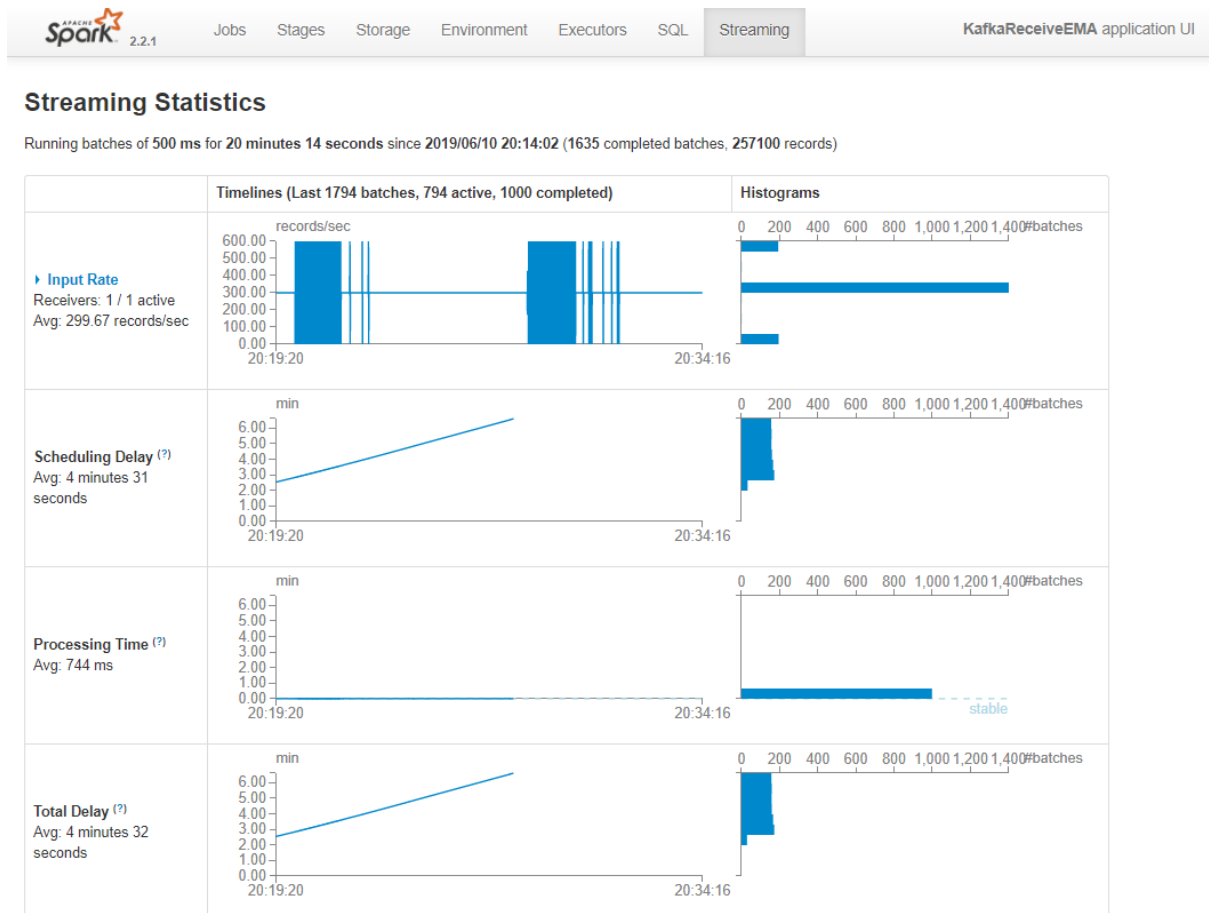 APACHE
Spark 2.2.1 Jobs Stages Storage Environment Executors SQL Streaming KafkaReceiveEMA application UI
Streaming Statistics
Running batches of 500 ms for 20 minutes 14 seconds since 2019/06/10 20:14:02 (1635 completed batches, 257100 records)
Timelines (Last 1794 batches, 794 active, 1000 completed) Histograms
Input Rate
Receivers: 1 / 1 active
Avg: 299.67 records/sec
records/sec
600.00
500.00
400.00
300.00
200.00
100.00
0.00
20:19:20 20:34:16
0 200 400 600 800 1,000 1,200 1,400 #batches
Scheduling Delay (?)
Avg: 4 minutes 31
seconds
min
6.00
5.00
4.00
3.00
2.00
1.00
0.00
20:19:20 20:34:16
0 200 400 600 800 1,000 1,200 1,400 #batches
Processing Time (?)
Avg: 744 ms
min
6.00
5.00
4.00
3.00
2.00
1.00
0.00
20:19:20 20:34:16
0 200 400 600 800 1,000 1,200 1,400 #batches
stable
Total Delay (?)
Avg: 4 minutes 32
seconds
min
6.00
5.00
4.00
3.00
2.00
1.00
0.00
20:19:20 20:34:16
0 200 400 600 800 1,000 1,200 1,400 #batches